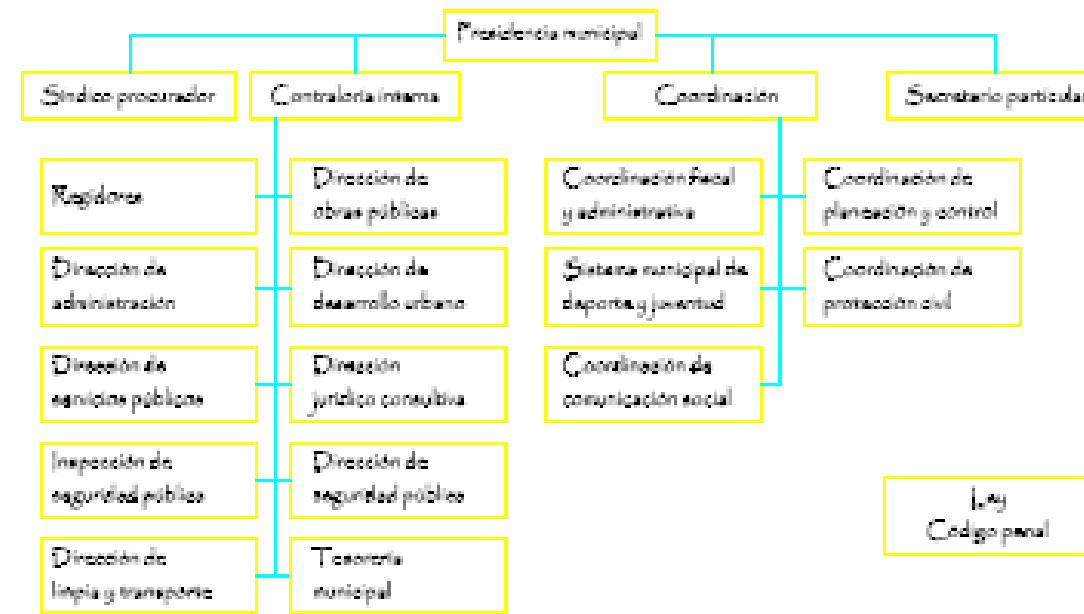 Presidencia municipal
Síndico procurador
Contraloría interna
Coordinación
Secretario particular
Regidores
Dirección de
obras públicas
Coordinación fiscal
y administrativa
Coordinación de
planeación y control
Dirección de
administración
Dirección de
desarrollo urbano
Sistema municipal de
deporte y juventud
Coordinación de
protección civil
Dirección de
servicios públicos
Dirección
jurídico consultiva
Coordinación de
comunicación social
Inspección de
seguridad pública
Dirección de
seguridad pública
Ley
Código penal
Dirección de
limpia y transporte
Tesorería
municipal